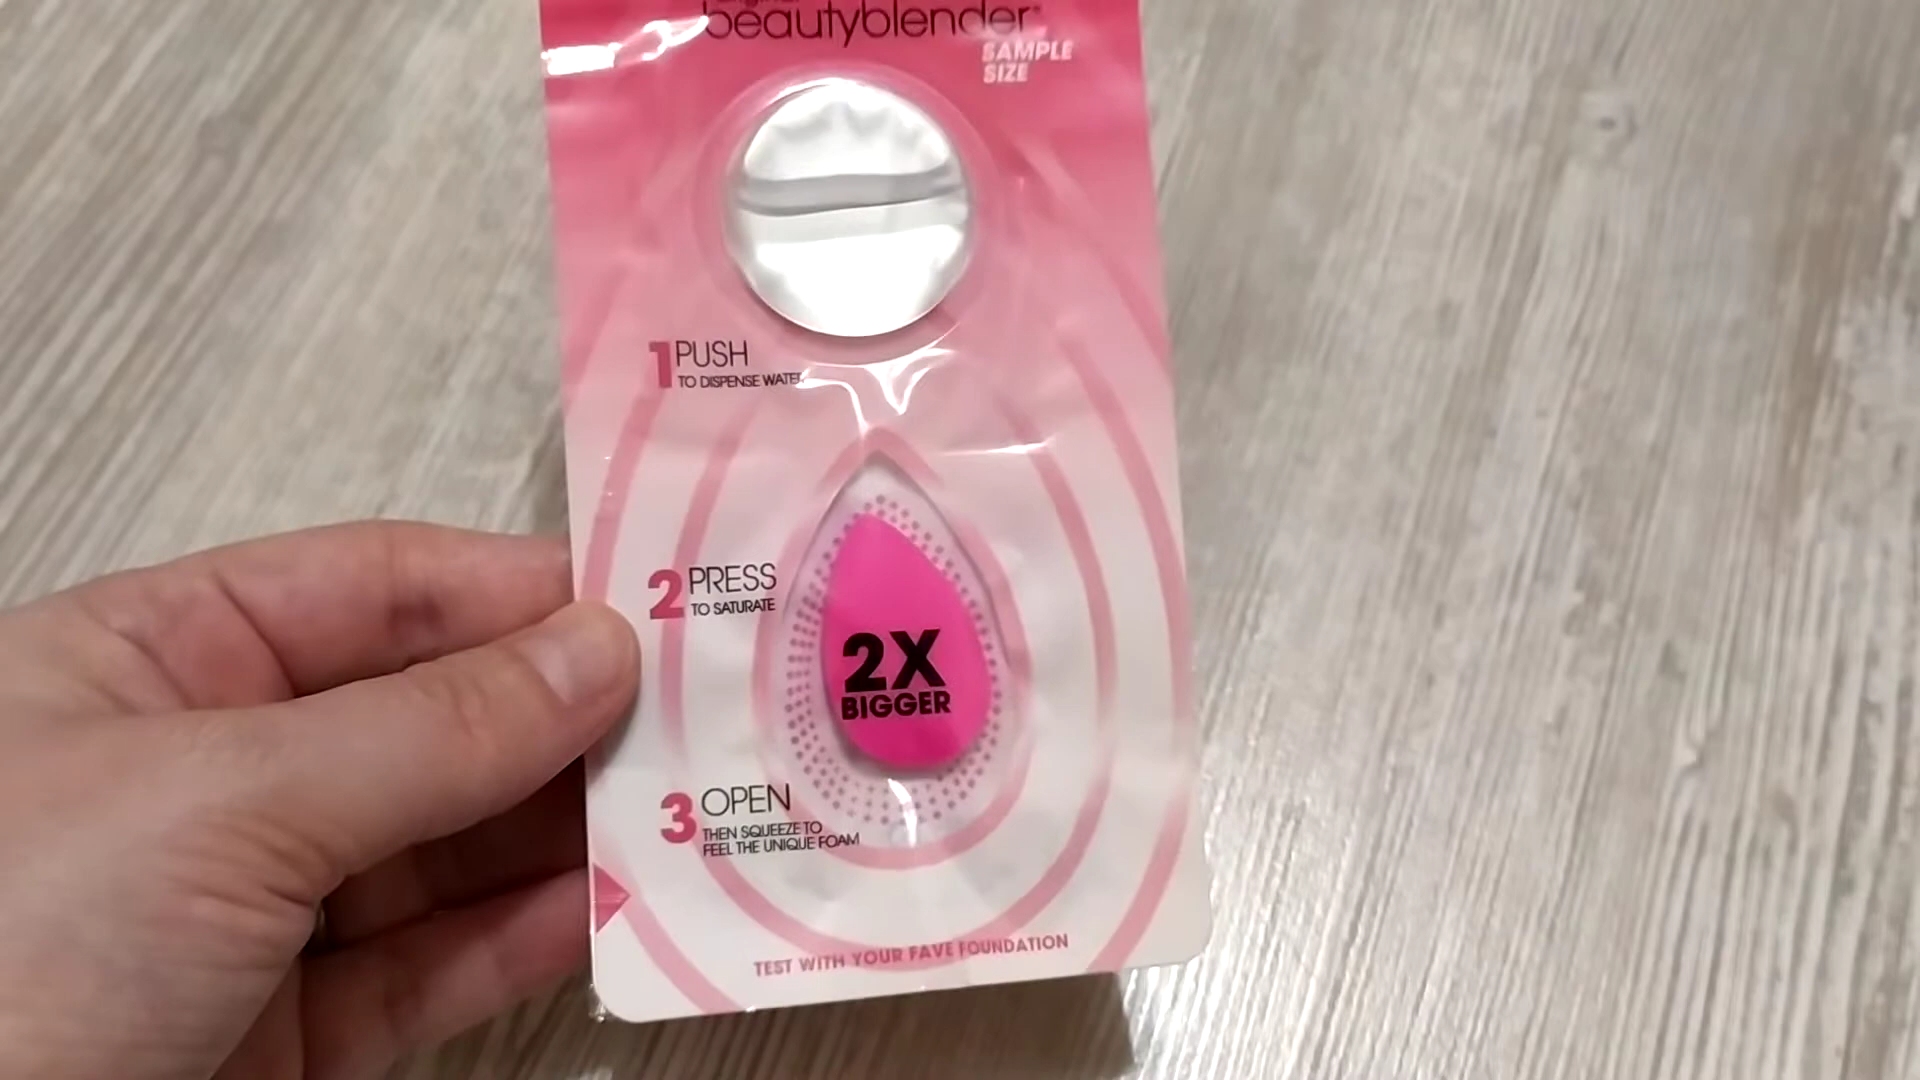 beautyblender
SAMPLE
SIZE
1 PUSH
TO DISPENSE WATER
2 PRESS
TO SATURATE
2X
BIGGER
3 OPEN
THEN SQUEEZE TO
FEEL THE UNIQUE FOAM
TEST WITH YOUR FAVE FOUNDATION